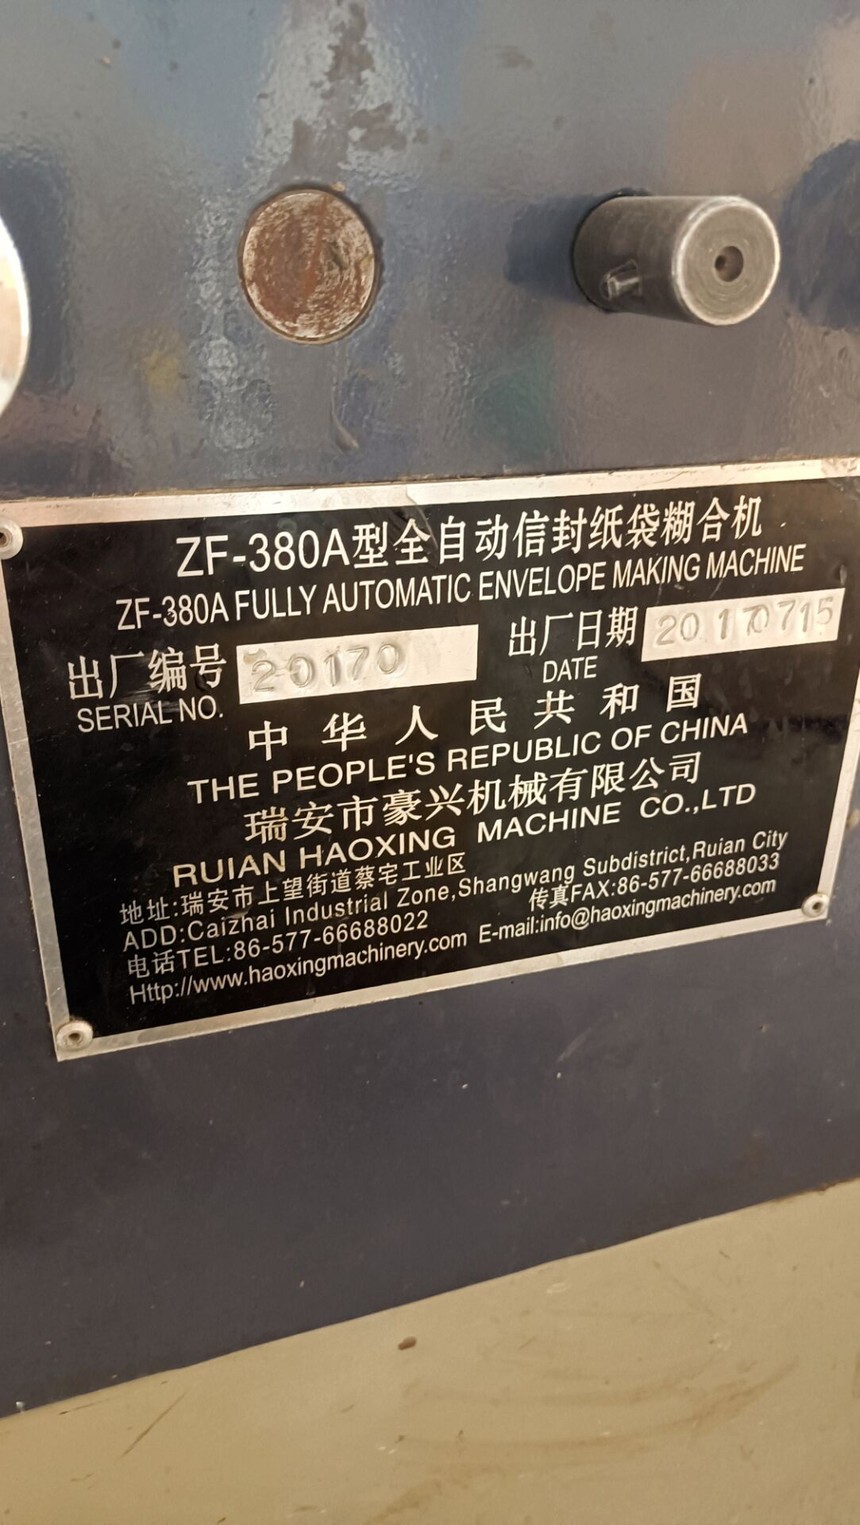 ZF-380A型全自动信封纸袋糊合机
ZF-380A FULLY AUTOMATIC ENVELOPE MAKING MACHINE
出厂编号 20170 出厂日期 20170715
SERIAL NO. DATE
中华人民共和国
THE PEOPLE'S REPUBLIC OF CHINA
瑞安市豪兴机械有限公司
RUIAN HAOXING MACHINE CO.,LTD
地址:瑞安市上望街道蔡宅工业区
ADD:Caizhai Industrial Zone,Shangwang Subdistrict,Ruian City
电话TEL:86-577-66688022 传真FAX:86-577-66688033
Http://www.haoxingmachinery.com E-mail:info@haoxingmachinery.com